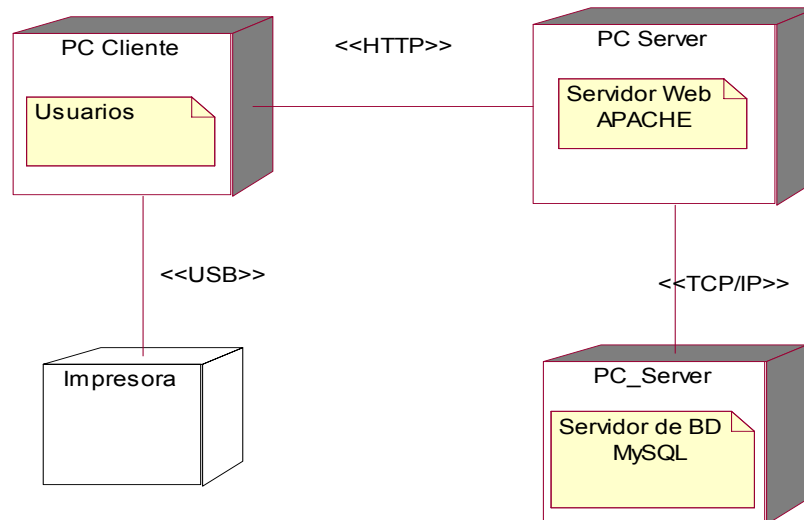 PC Cliente
<<HTTP>>
PC Server
Usuarios
Servidor Web
APACHE
<<USB>>
<<TCP/IP>>
Impresora
PC_Server
Servidor de BD
MySQL